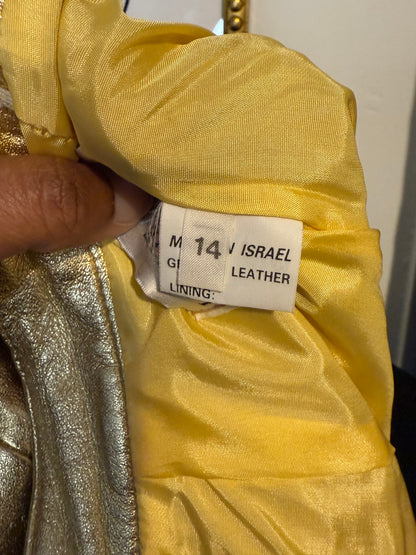 14
M N ISRAEL
G LEATHER
LINING: